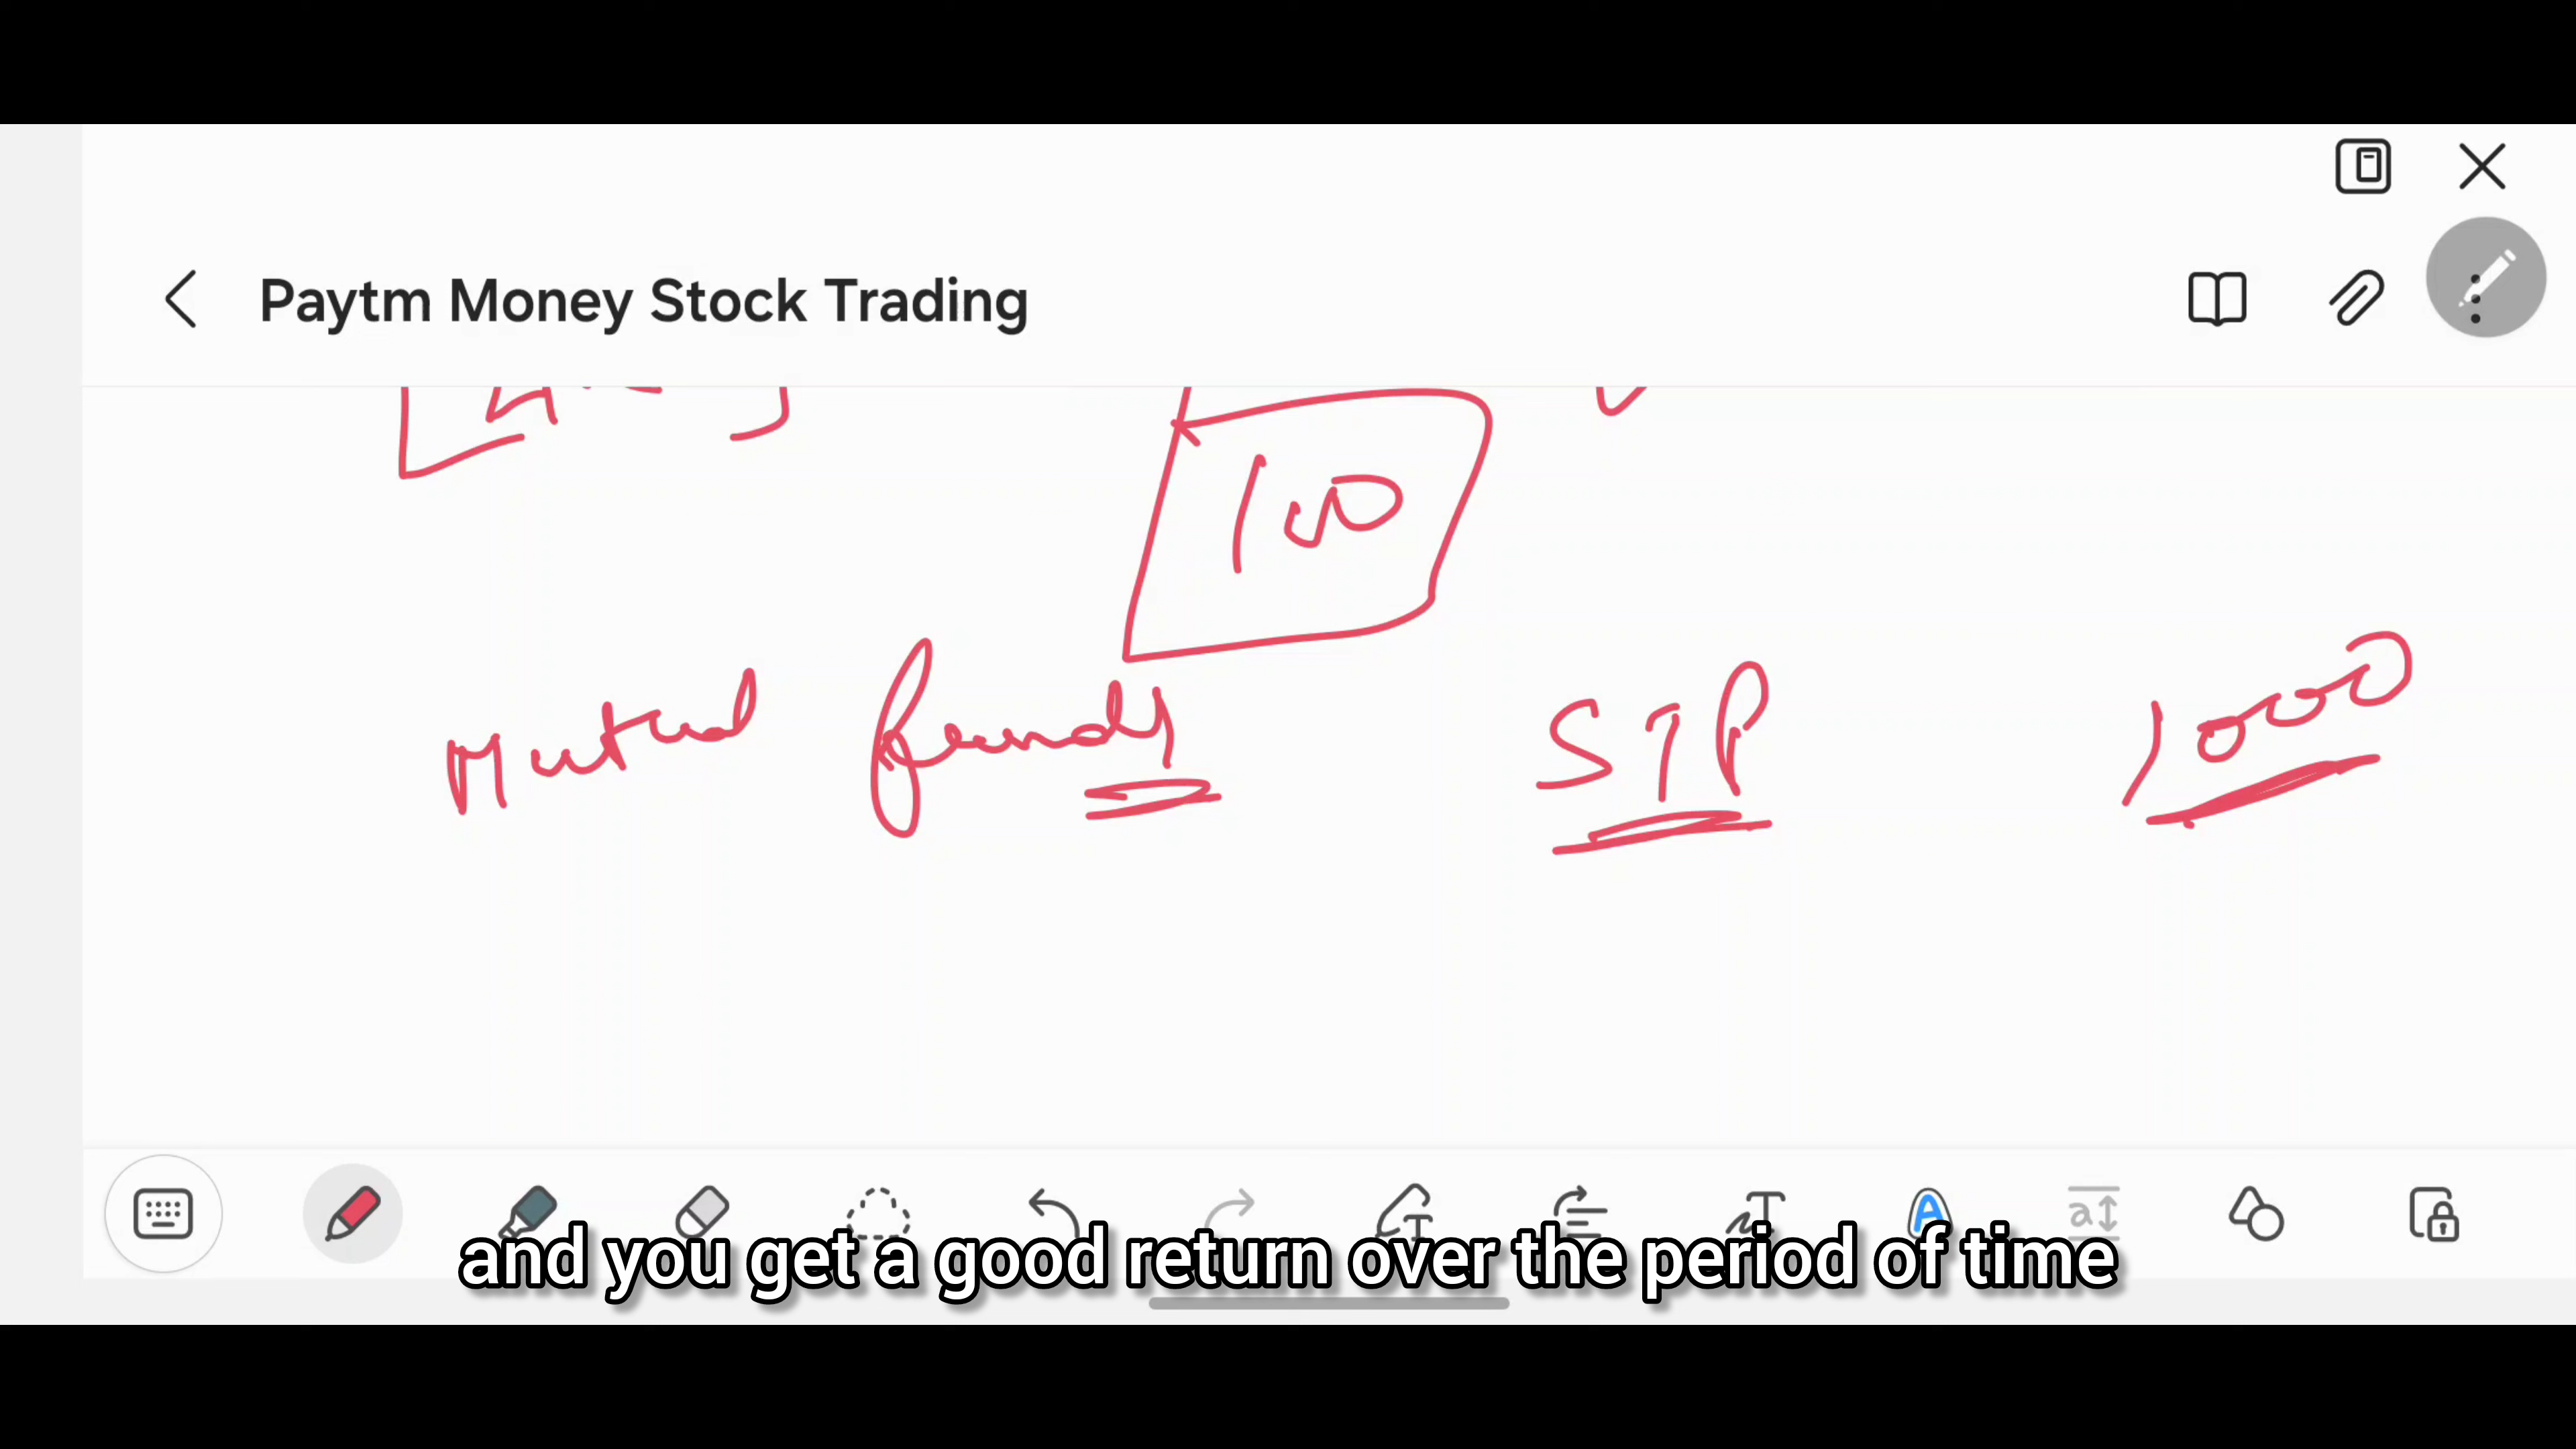 Paytm Money Stock Trading
100
Mutual funds SIP 1000
and you get a good return over the period of time